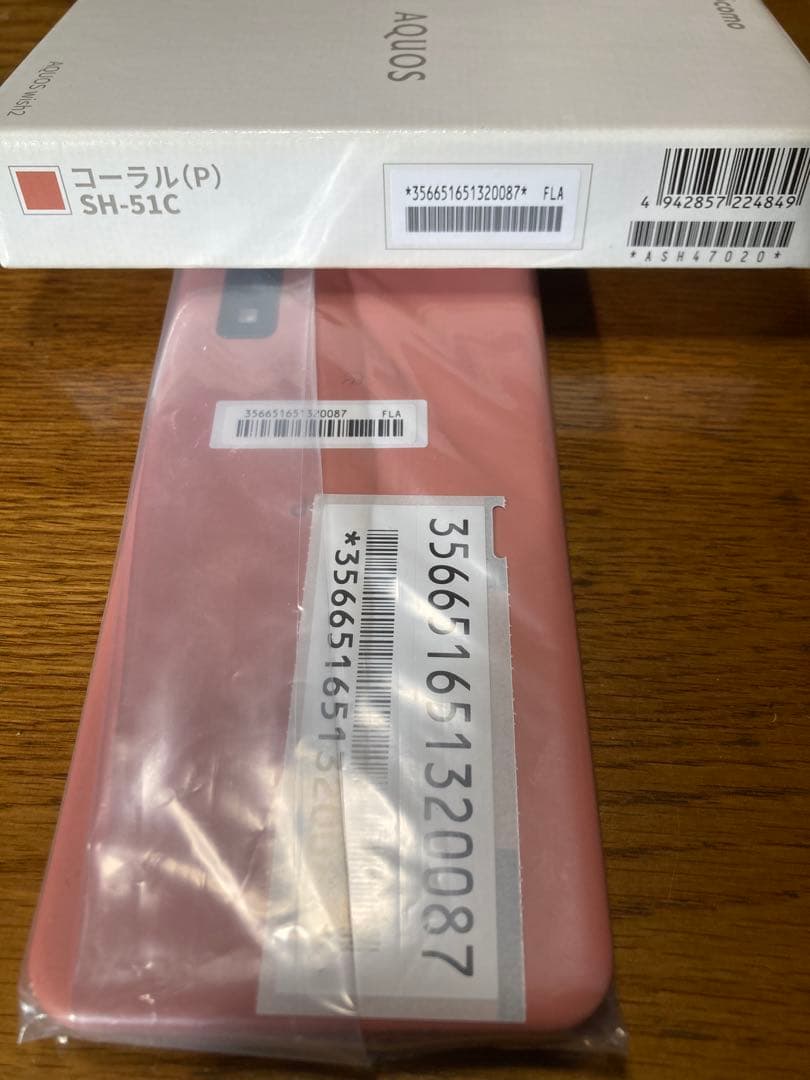 docomo
AQUOS
AQUOS wish2
コーラル(P)
SH-51C
*356651651320087* FLA
4 942857 224849
*ASH47020*
356651651320087 FLA
356651651320087
*356651651320087